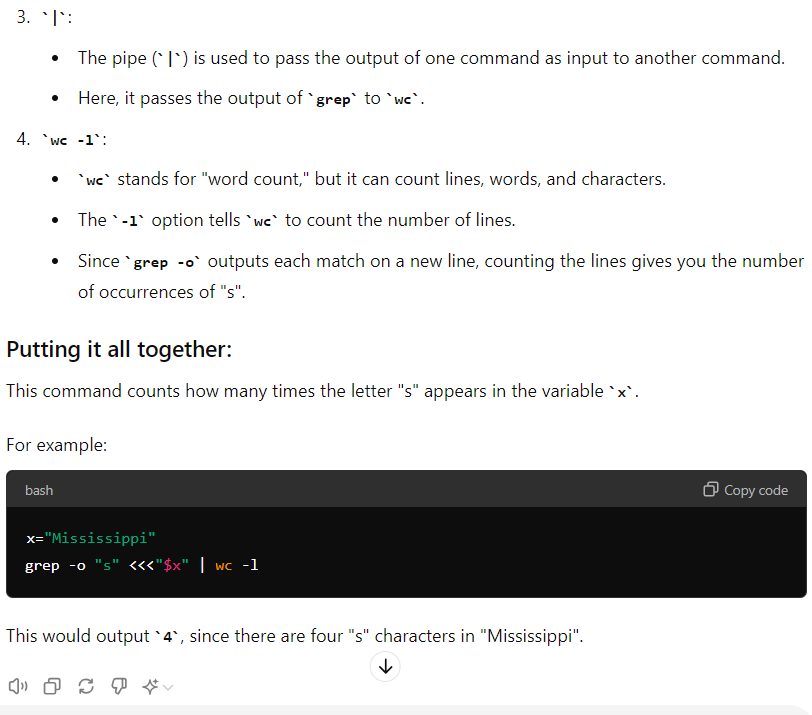 3. `|`:
• The pipe (`|`) is used to pass the output of one command as input to another command.
• Here, it passes the output of `grep` to `wc`.
4. `wc -l`:
• `wc` stands for "word count," but it can count lines, words, and characters.
• The `-l` option tells `wc` to count the number of lines.
• Since `grep -o` outputs each match on a new line, counting the lines gives you the number
of occurrences of "s".
Putting it all together:
This command counts how many times the letter "s" appears in the variable `x`.
For example:
bash Copy code
x="Mississippi"
grep -o "s" <<<"$x" | wc -l
This would output `4`, since there are four "s" characters in "Mississippi".